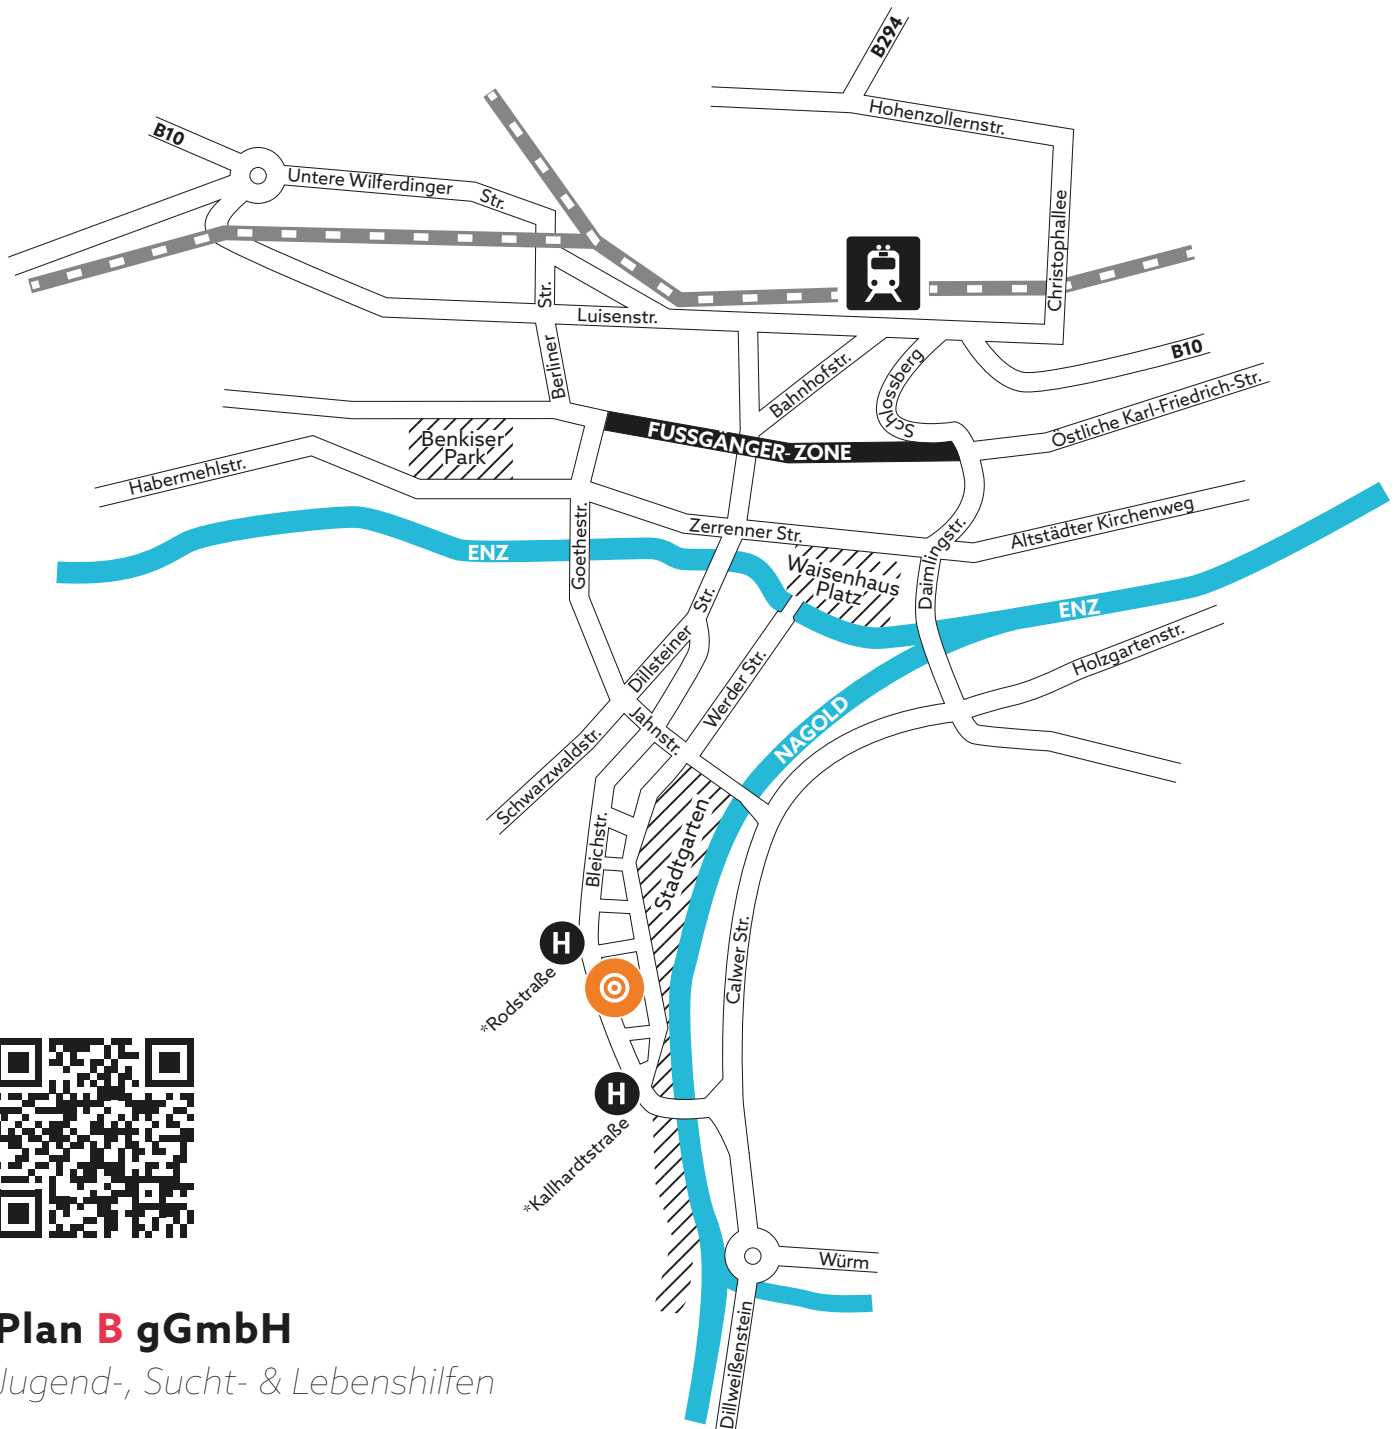 B294
Hohenzollernstr.
B10
Untere Wilferdinger
Str.
Christophallee
Str.
Luisenstr.
Berliner
Bahnhofstr.
Schlossberg
B10
Östliche Karl-Friedrich-Str.
FUSSGÄNGER-ZONE
Benkiser
Park
Habermehlstr.
Zerrenner Str.
Daimlingstr.
Altstädter Kirchenweg
ENZ
Goethestr.
Waisenhaus
Platz
ENZ
Str.
Dillsteiner
Werder Str.
Holzgartenstr.
Jahnstr.
NAGOLD
Schwarzwaldstr.
Bleichstr.
Stadtgarten
Calwer Str.
H
*Rodstraße
H
*Kallhardtstraße
Würm
Dillweißenstein
Plan B gGmbH
Jugend-, Sucht- & Lebenshilfen